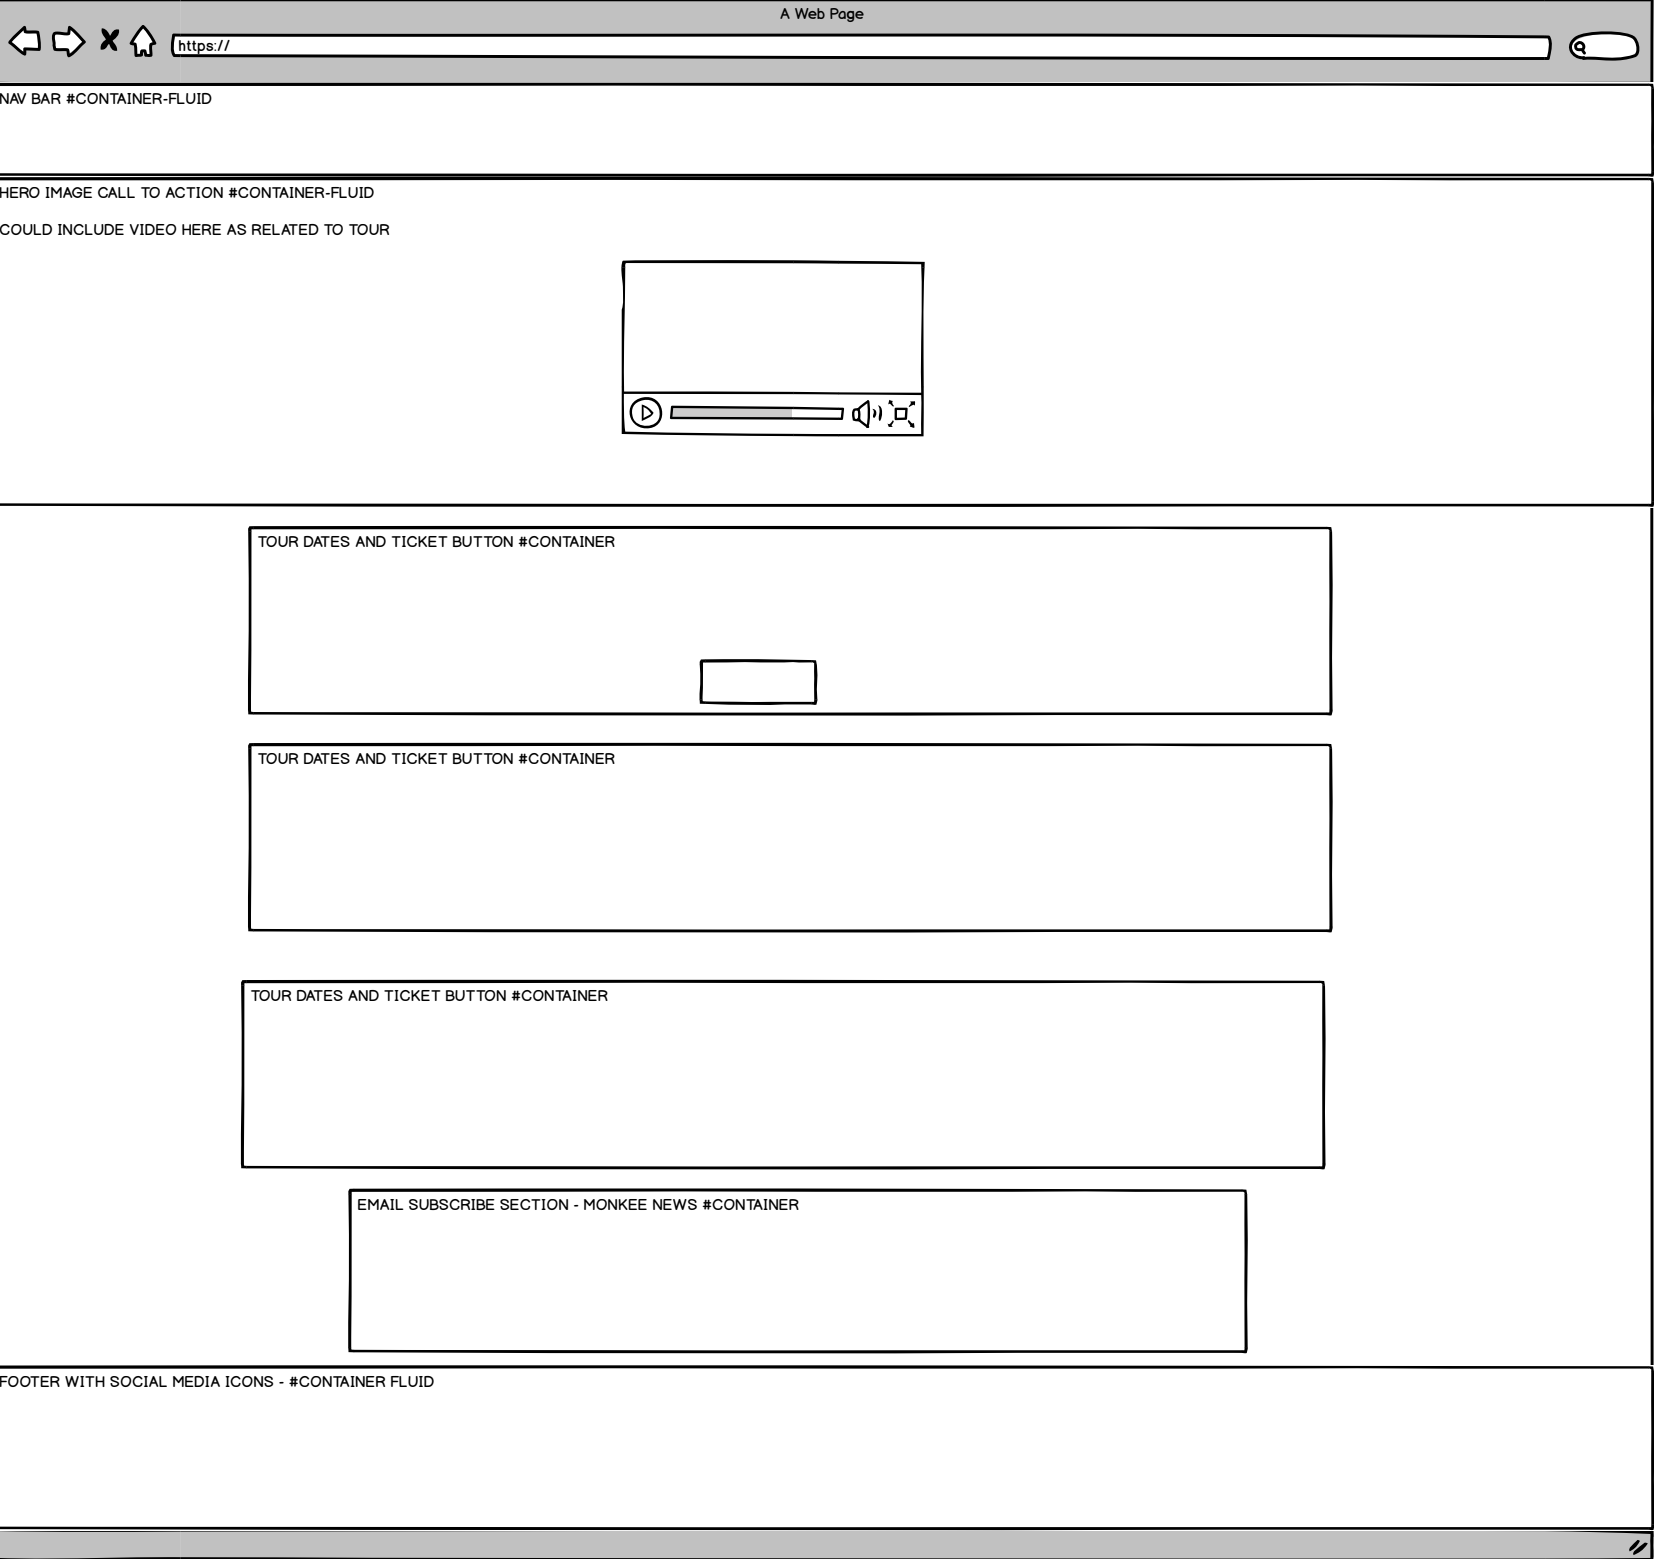 A Web Page
https://
NAV BAR #CONTAINER-FLUID
HERO IMAGE CALL TO ACTION #CONTAINER-FLUID
COULD INCLUDE VIDEO HERE AS RELATED TO TOUR
TOUR DATES AND TICKET BUTTON #CONTAINER
TOUR DATES AND TICKET BUTTON #CONTAINER
TOUR DATES AND TICKET BUTTON #CONTAINER
EMAIL SUBSCRIBE SECTION - MONKEE NEWS #CONTAINER
FOOTER WITH SOCIAL MEDIA ICONS - #CONTAINER FLUID